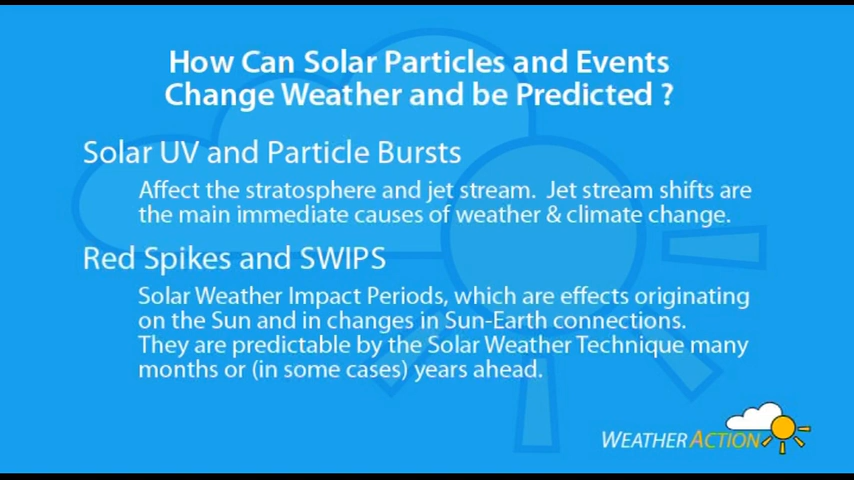 How Can Solar Particles and Events
Change Weather and be Predicted ?
Solar UV and Particle Bursts
Affect the stratosphere and jet stream. Jet stream shifts are
the main immediate causes of weather & climate change.
Red Spikes and SWIPS
Solar Weather Impact Periods, which are effects originating
on the Sun and in changes in Sun-Earth connections.
They are predictable by the Solar Weather Technique many
months or (in some cases) years ahead.
WEATHERACTION